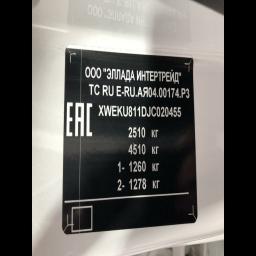 ООО "ЭЛЛАДА ИНТЕРТРЕЙД"
ТС RU E-RU.АЯ04.00174.Р3
XWEKU811DJC020455
EAC
2510 кг
4510 кг
1- 1260 кг
2- 1278 кг